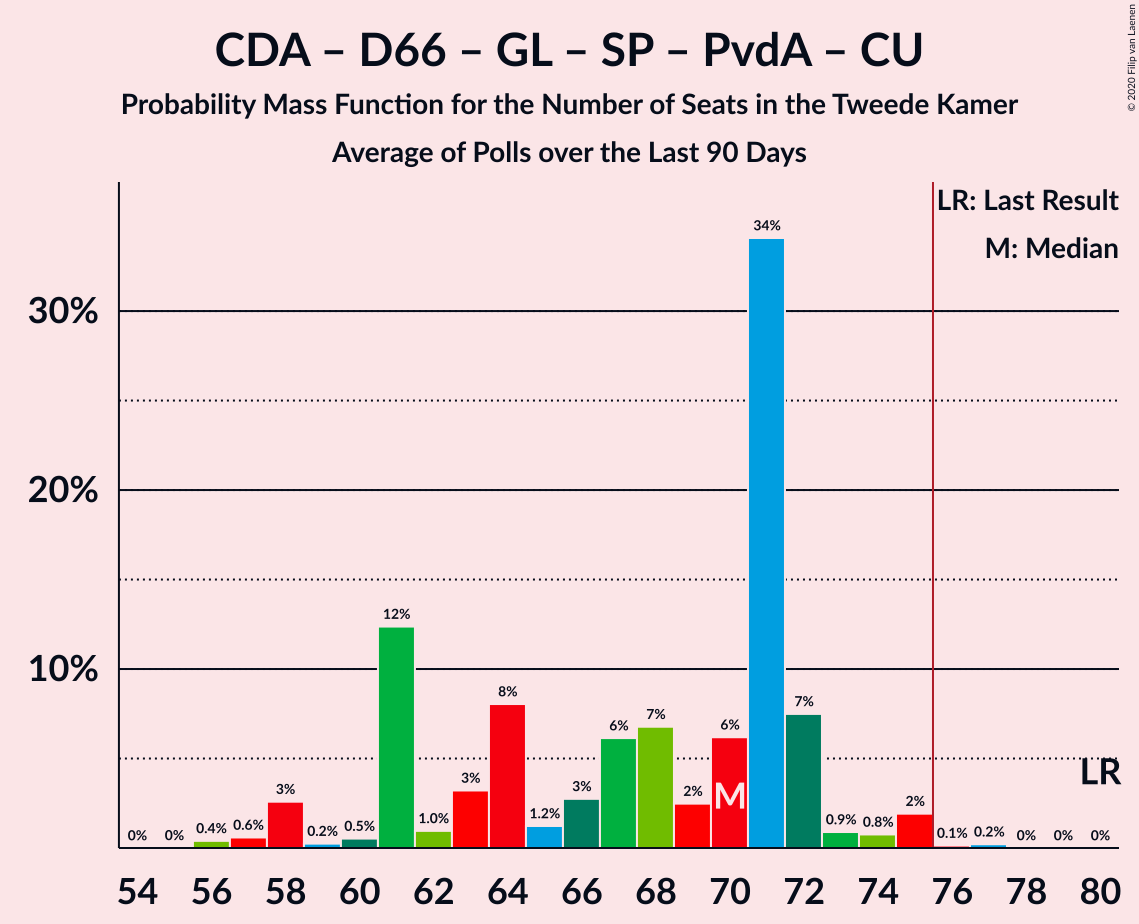 CDA – D66 – GL – SP – PvdA – CU
Probability Mass Function for the Number of Seats in the Tweede Kamer
Average of Polls over the Last 90 Days
© 2020 Filip van Laenen
LR: Last Result
M: Median
30%
20%
10%
0% 0% 0.4% 0.6% 3% 0.2% 0.5% 12% 1.0% 3% 8% 1.2% 3% 6% 7% 2% 6% 34% 7% 0.9% 0.8% 2% 0.1% 0.2% 0% 0% 0%
M
LR
54 56 58 60 62 64 66 68 70 72 74 76 78 80